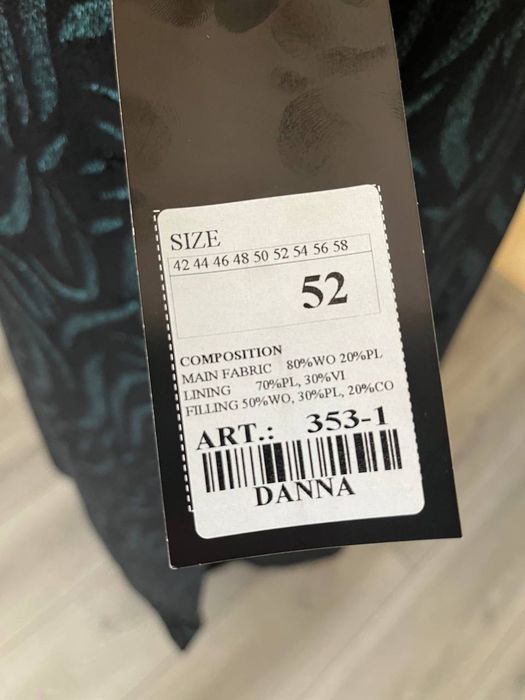 SIZE
42 44 46 48 50 52 54 56 58
52
COMPOSITION
MAIN FABRIC 80%WO 20%PL
LINING 70%PL, 30%VI
FILLING 50%WO, 30%PL, 20%CO
ART.: 353-1
DANNA